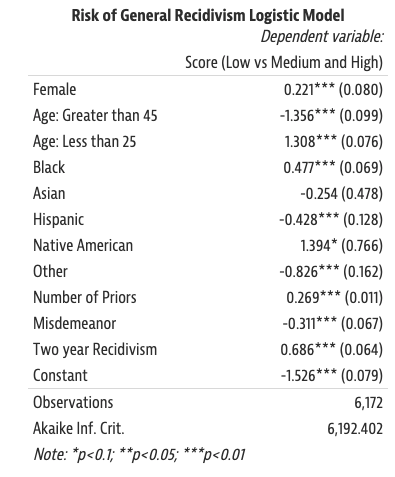 Risk of General Recidivism Logistic Model
Dependent variable:
Score (Low vs Medium and High)
Female 0.221*** (0.080)
Age: Greater than 45 -1.356*** (0.099)
Age: Less than 25 1.308*** (0.076)
Black 0.477*** (0.069)
Asian -0.254 (0.478)
Hispanic -0.428*** (0.128)
Native American 1.394* (0.766)
Other -0.826*** (0.162)
Number of Priors 0.269*** (0.011)
Misdemeanor -0.311*** (0.067)
Two year Recidivism 0.686*** (0.064)
Constant -1.526*** (0.079)
Observations 6,172
Akaike Inf. Crit. 6,192.402
Note: *p<0.1; **p<0.05; ***p<0.01